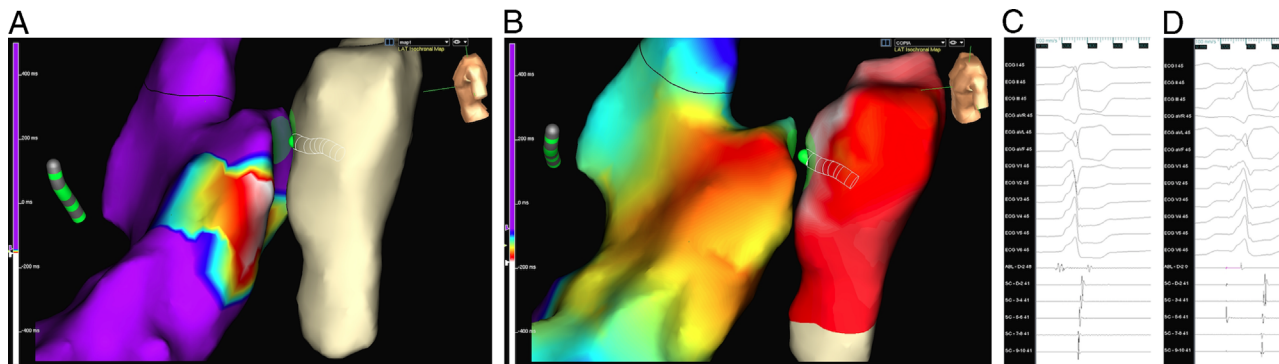 A
B
C
D
map1
LAT Isochronal Map
400 ms
200 ms
0 ms
-200 ms
-400 ms
COPIA
LAT Isochronal Map
400 ms
200 ms
0 ms
-200 ms
-400 ms
ECG I 45
ECG II 45
ECG III 45
ECG aVR 45
ECG aVL 45
ECG aVF 45
ECG V1 45
ECG V2 45
ECG V3 45
ECG V4 45
ECG V5 45
ECG V6 45
ECG I 45
ECG II 45
ECG III 45
ECG aVR 45
ECG aVL 45
ECG aVF 45
ECG V1 45
ECG V2 45
ECG V3 45
ECG V4 45
ECG V5 45
ECG V6 45